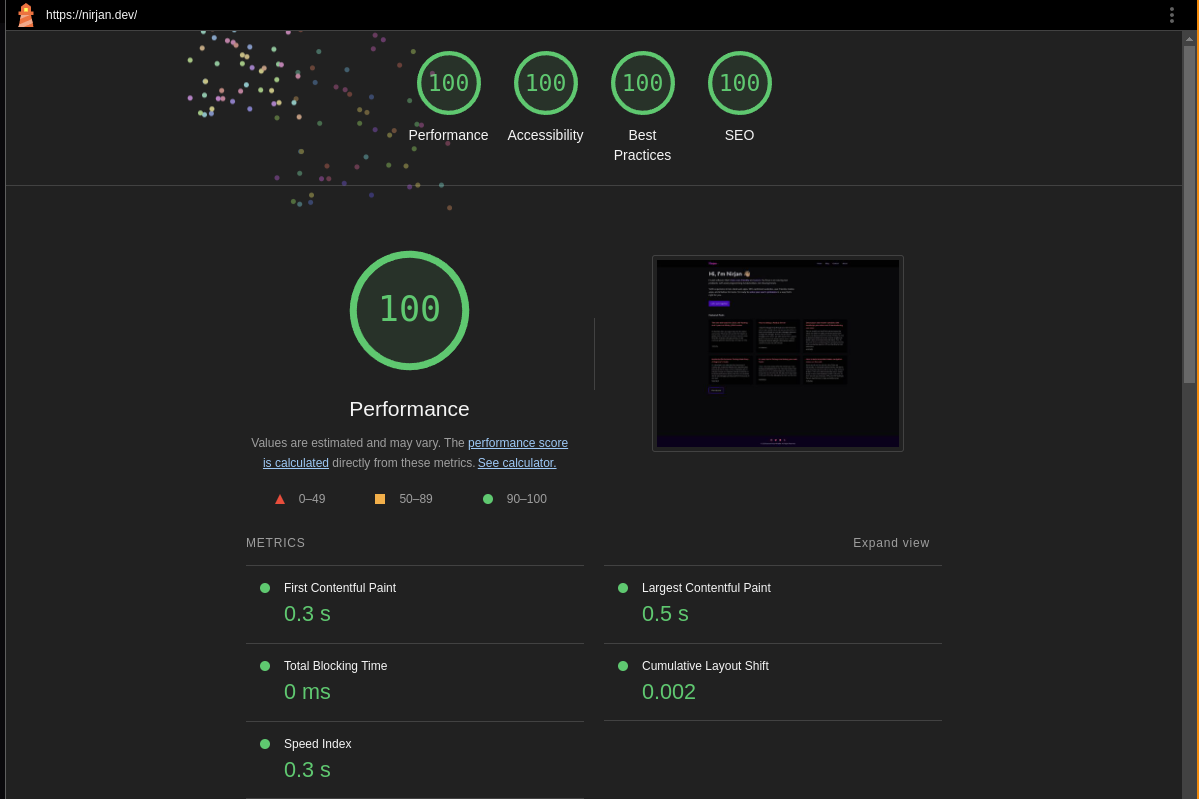 https://nirjan.dev/
100
100
100
100
Performance
Accessibility
Best
Practices
SEO
100
Performance
Values are estimated and may vary. The performance score
is calculated directly from these metrics. See calculator.
0–49
50–89
90–100
Hi, I'm Nirjan
METRICS
Expand view
First Contentful Paint
0.3 s
Largest Contentful Paint
0.5 s
Total Blocking Time
0 ms
Cumulative Layout Shift
0.002
Speed Index
0.3 s